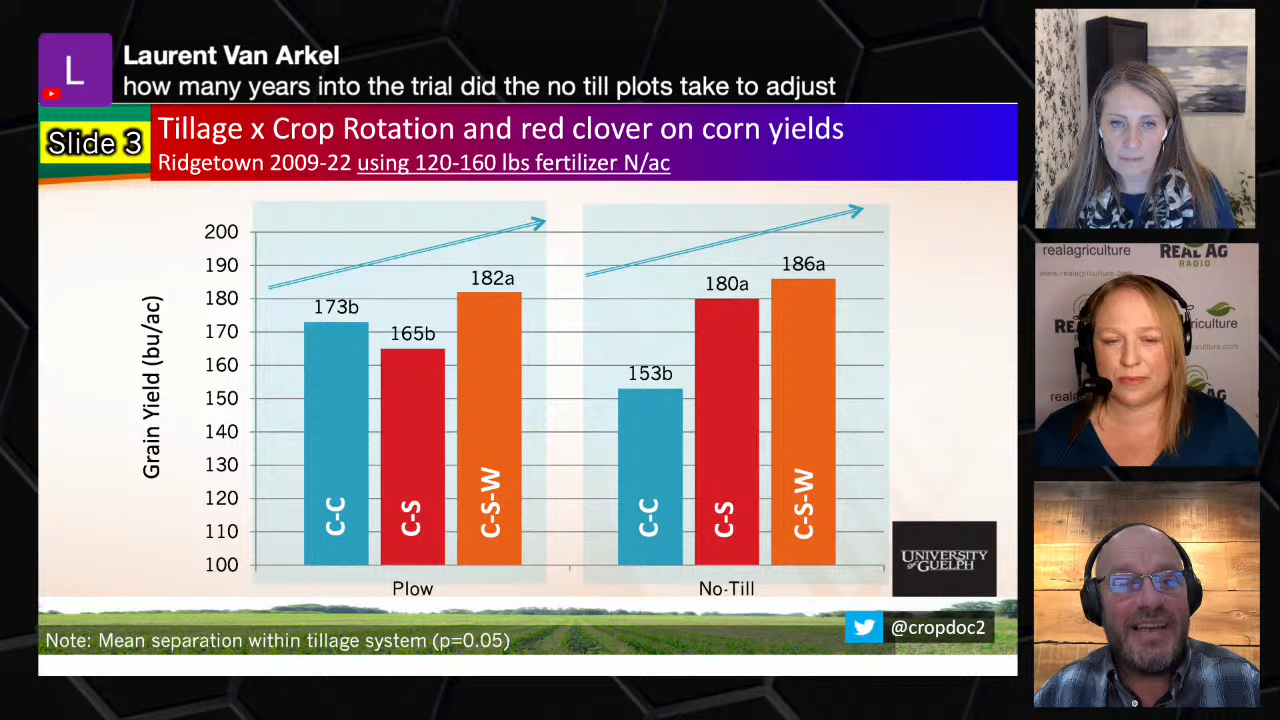 L
Laurent Van Arkel
how many years into the trial did the no till plots take to adjust
Slide 3
Tillage x Crop Rotation and red clover on corn yields
Ridgetown 2009-22 using 120-160 lbs fertilizer N/ac
Grain Yield (bu/ac)
200
190
180
170
160
150
140
130
120
110
100
173b
165b
182a
153b
180a
186a
C-C
C-S
C-S-W
C-C
C-S
C-S-W
Plow
No-Till
UNIVERSITY
of GUELPH
Note: Mean separation within tillage system (p=0.05)
@cropdoc2
realagriculture
REAL AG
RADIO
www.realagriculture.com